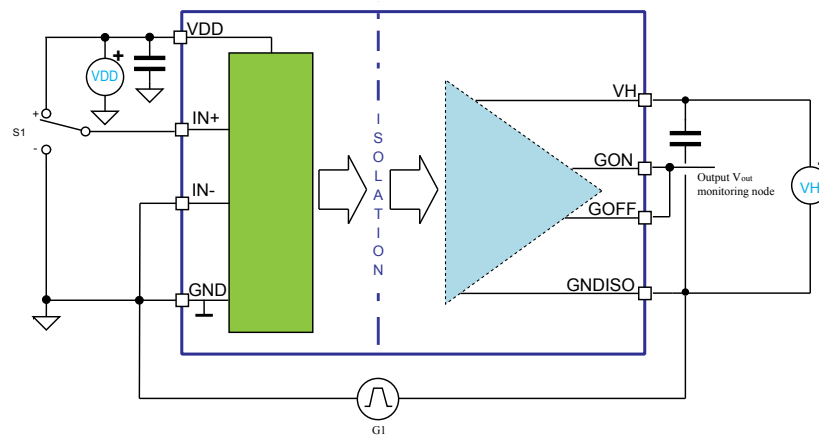 VDD
VDD
+
IN+
+
S1
-
IN-
GND
ISOLATION
VH
GON
GOFF
GNDISO
Output Vout
monitoring node
VH
G1